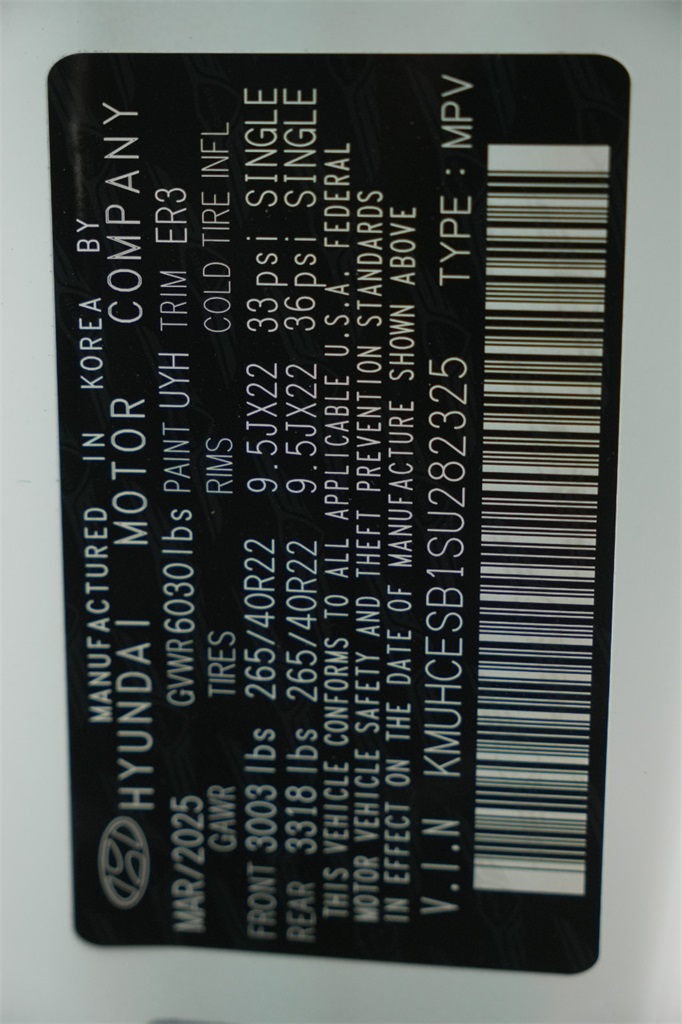 MANUFACTURED IN KOREA BY
HYUNDAI MOTOR COMPANY
MAR/2025 GVWR 6030 lbs PAINT UYH TRIM ER3
GAWR TIRES RIMS COLD TIRE INFL
FRONT 3003 lbs 265/40R22 9.5JX22 33 psi SINGLE
REAR 3318 lbs 265/40R22 9.5JX22 36 psi SINGLE
THIS VEHICLE CONFORMS TO ALL APPLICABLE U.S.A. FEDERAL
MOTOR VEHICLE SAFETY AND THEFT PREVENTION STANDARDS
IN EFFECT ON THE DATE OF MANUFACTURE SHOWN ABOVE
V.I.N KMUHCESB1SU282325 TYPE : MPV